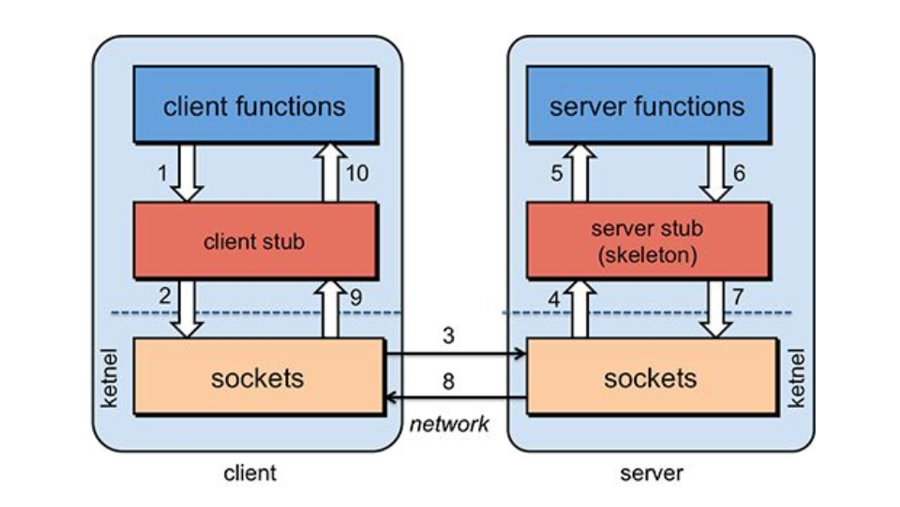 client functions
server functions
1
10
5
6
client stub
server stub
(skeleton)
2
9
4
7
ketnel
sockets
3
8
network
sockets
ketnel
client
server